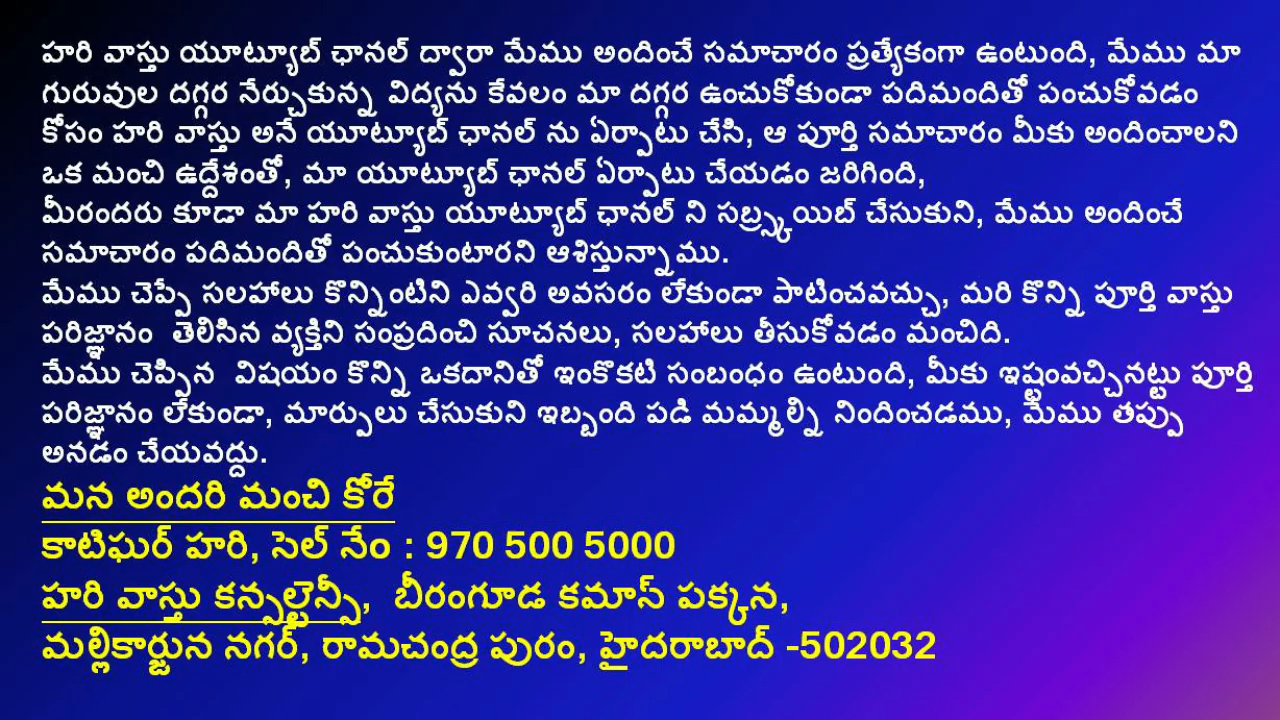 హరి వాస్తు యూట్యూబ్ ఛానల్ ద్వారా మేము అందించే సమాచారం ప్రత్యేకంగా ఉంటుంది, మేము మా
గురువుల దగ్గర నేర్చుకున్న విద్యను కేవలం మా దగ్గర ఉంచుకోకుండా పదిమందితో పంచుకోవడం
కోసం హరి వాస్తు అనే యూట్యూబ్ ఛానల్ ను ఏర్పాటు చేసి, ఆ పూర్తి సమాచారం మీకు అందించాలని
ఒక మంచి ఉద్దేశంతో, మా యూట్యూబ్ ఛానల్ ఏర్పాటు చేయడం జరిగింది,
మీరందరు కూడా మా హరి వాస్తు యూట్యూబ్ ఛానల్ ని సబ్ర్స్కయిబ్ చేసుకుని, మేము అందించే
సమాచారం పదిమందితో పంచుకుంటారని ఆశిస్తున్నాము.
మేము చెప్పే సలహాలు కొన్నింటిని ఎవ్వరి అవసరం లేకుండా పాటించవచ్చు, మరి కొన్ని పూర్తి వాస్తు
పరిజ్ఞానం తెలిసిన వ్యక్తిని సంప్రదించి సూచనలు, సలహాలు తీసుకోవడం మంచిది.
మేము చెప్పిన విషయం కొన్ని ఒకదానితో ఇంకొకటి సంబంధం ఉంటుంది, మీకు ఇష్టంవచ్చినట్టు పూర్తి
పరిజ్ఞానం లేకుండా, మార్పులు చేసుకుని ఇబ్బంది పడి మమ్మల్ని నిందించడము, మేము తప్పు
అనడం చేయవద్దు.
మన అందరి మంచి కోరే
కాటిఘర్ హరి, సెల్ నేం : 970 500 5000
హరి వాస్తు కన్సల్టెన్సీ, బీరంగూడ కమాస్ పక్కన,
మల్లికార్జున నగర్, రామచంద్ర పురం, హైదరాబాద్ -502032